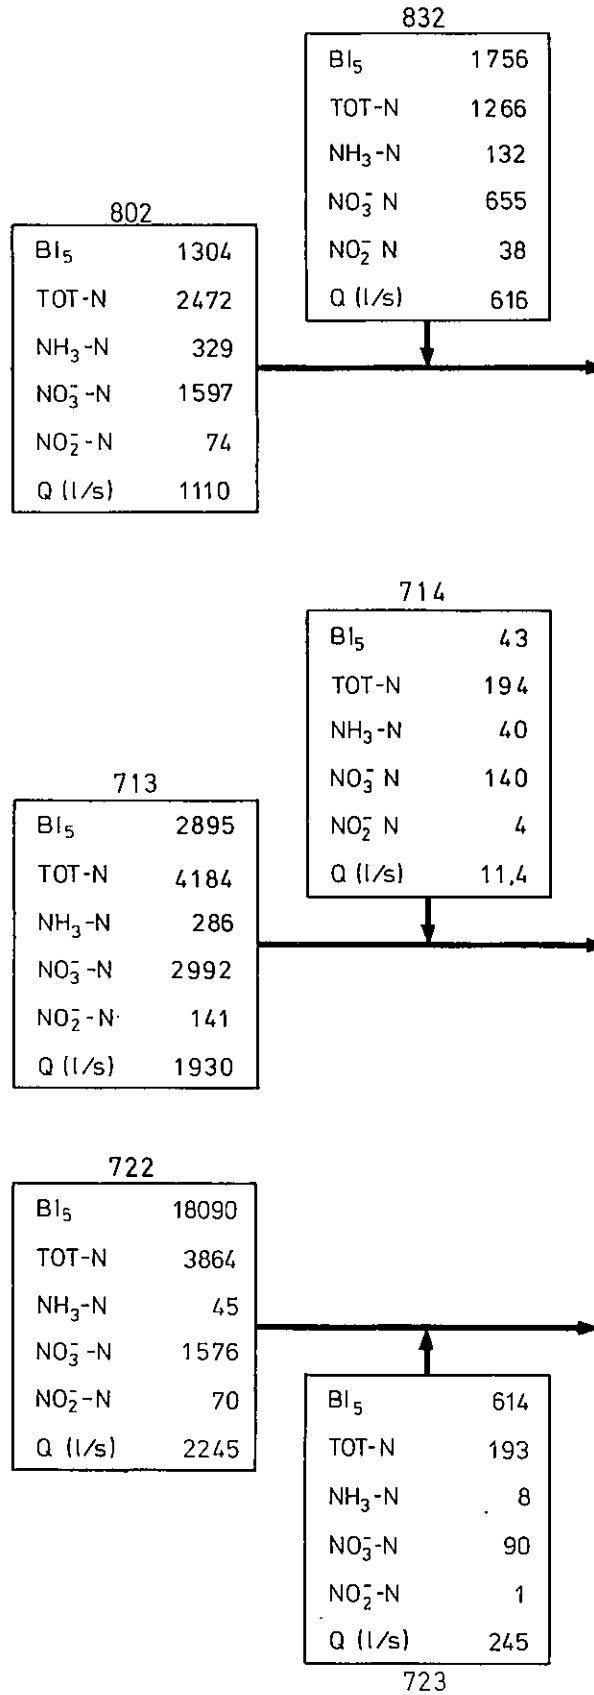 832
BI₅ 1756
TOT-N 1266
NH₃-N 132
NO₃⁻ N 655
NO₂⁻ N 38
Q (l/s) 616
802
BI₅ 1304
TOT-N 2472
NH₃-N 329
NO₃⁻-N 1597
NO₂⁻-N 74
Q (l/s) 1110
714
BI₅ 43
TOT-N 194
NH₃-N 40
NO₃⁻ N 140
NO₂⁻ N 4
Q (l/s) 11,4
713
BI₅ 2895
TOT-N 4184
NH₃-N 286
NO₃⁻-N 2992
NO₂⁻-N 141
Q (l/s) 1930
722
BI₅ 18090
TOT-N 3864
NH₃-N 45
NO₃⁻-N 1576
NO₂⁻-N 70
Q (l/s) 2245
BI₅ 614
TOT-N 193
NH₃-N 8
NO₃⁻-N 90
NO₂⁻-N 1
Q (l/s) 245
723